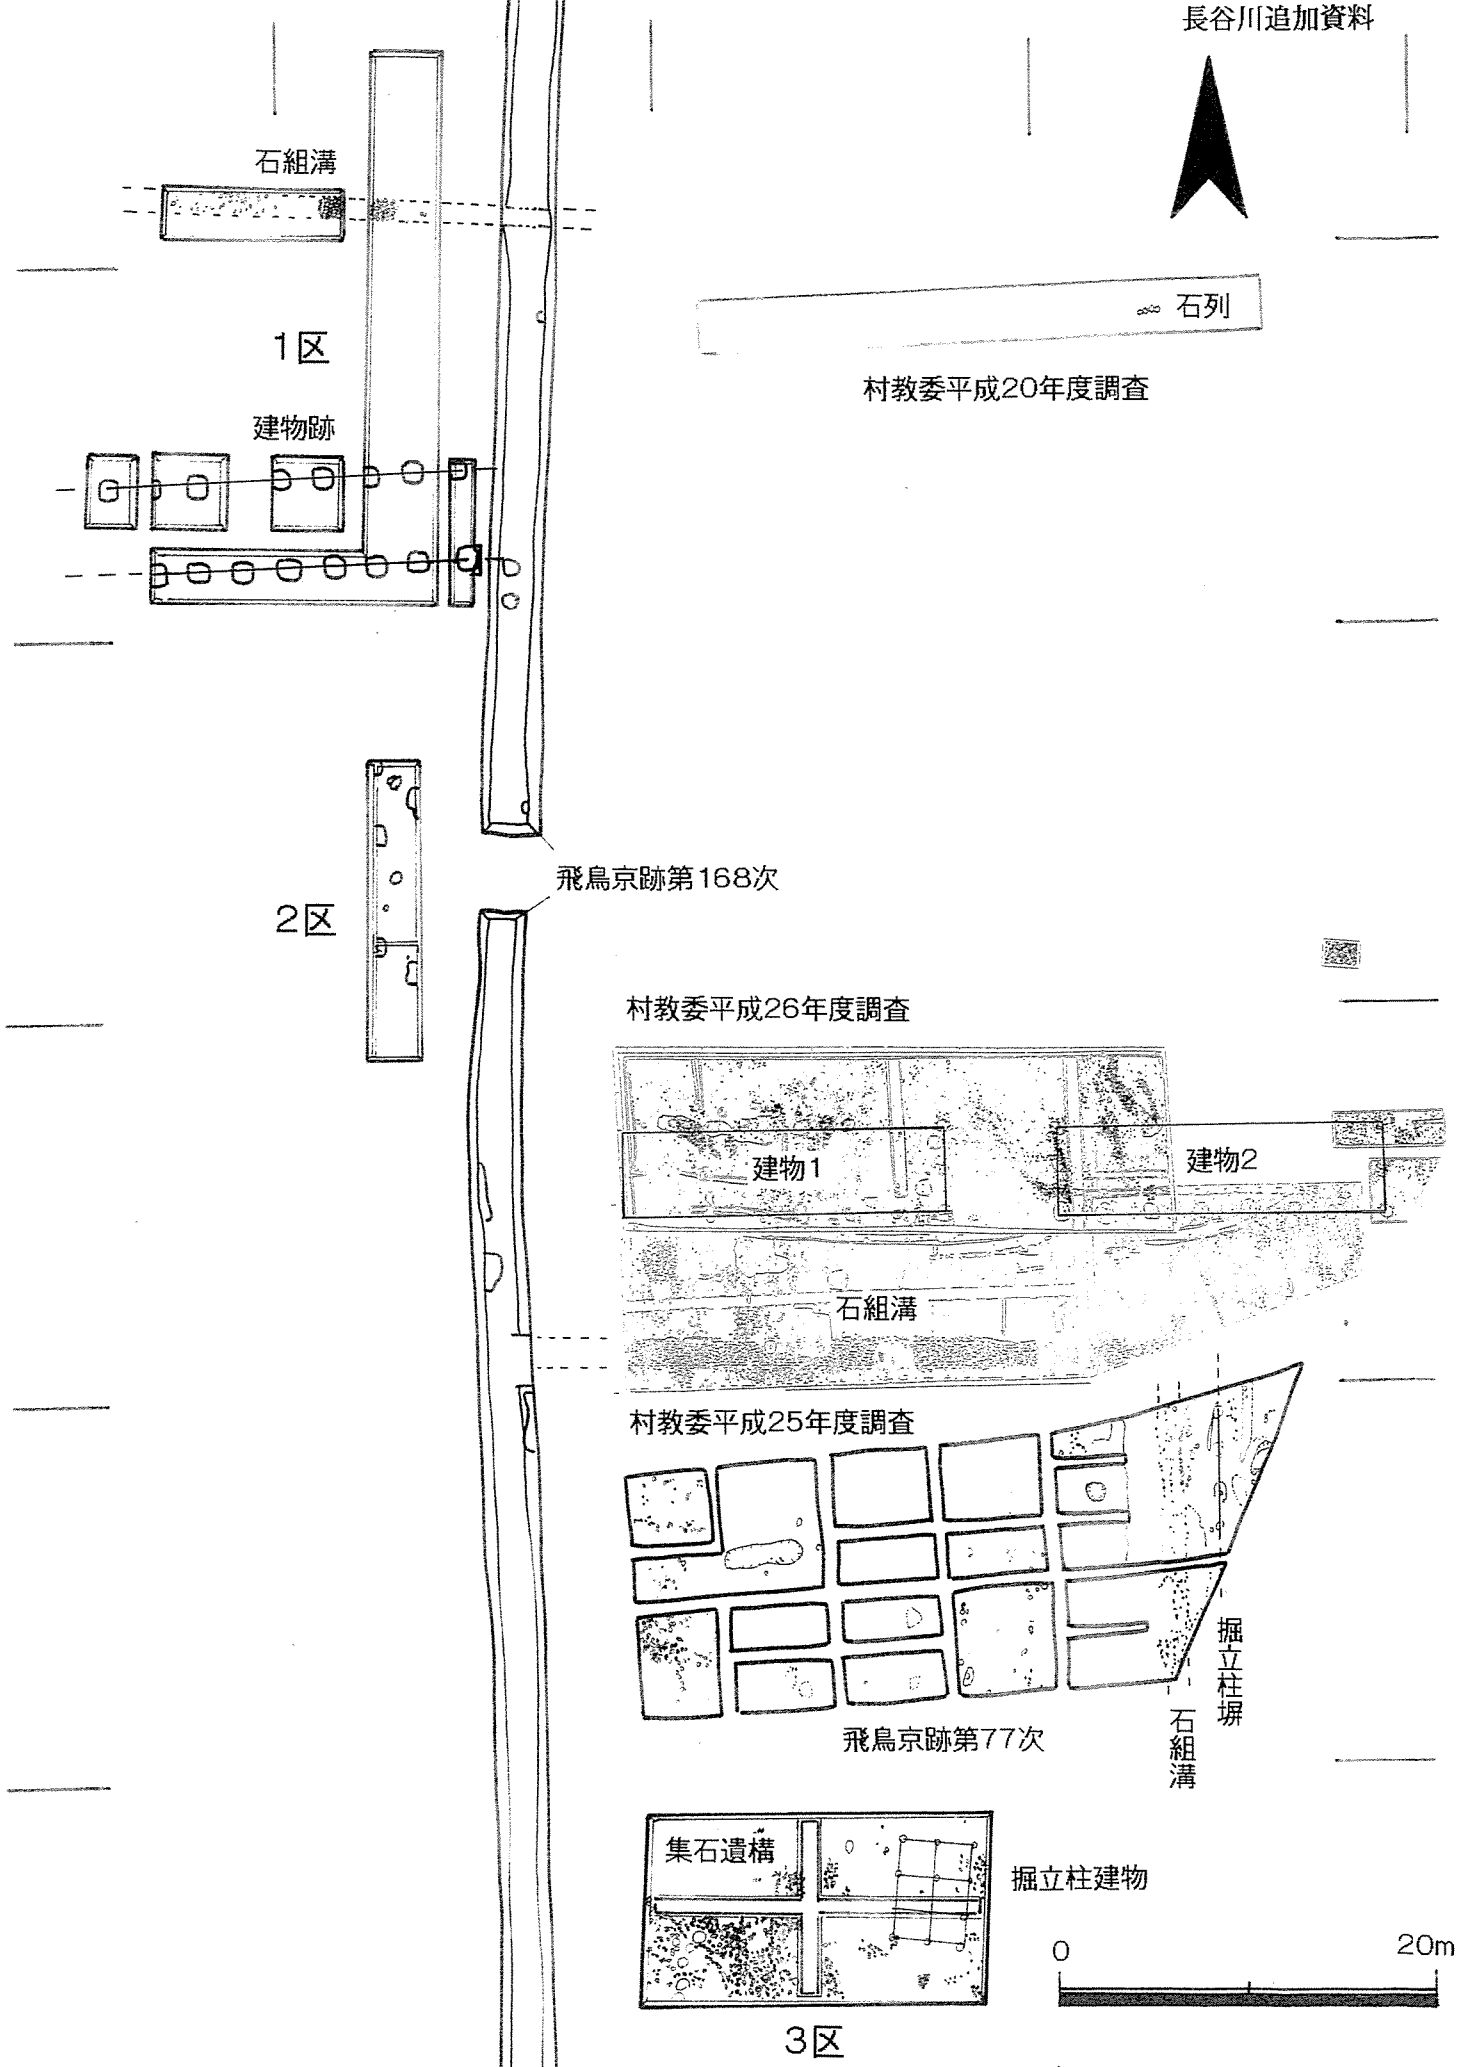 長谷川追加資料
石組溝
1区
石列
村教委平成20年度調査
建物跡
飛鳥京跡第168次
2区
村教委平成26年度調査
建物1
建物2
石組溝
村教委平成25年度調査
掘立柱塀
石組溝
飛鳥京跡第77次
集石遺構
掘立柱建物
0
20m
3区